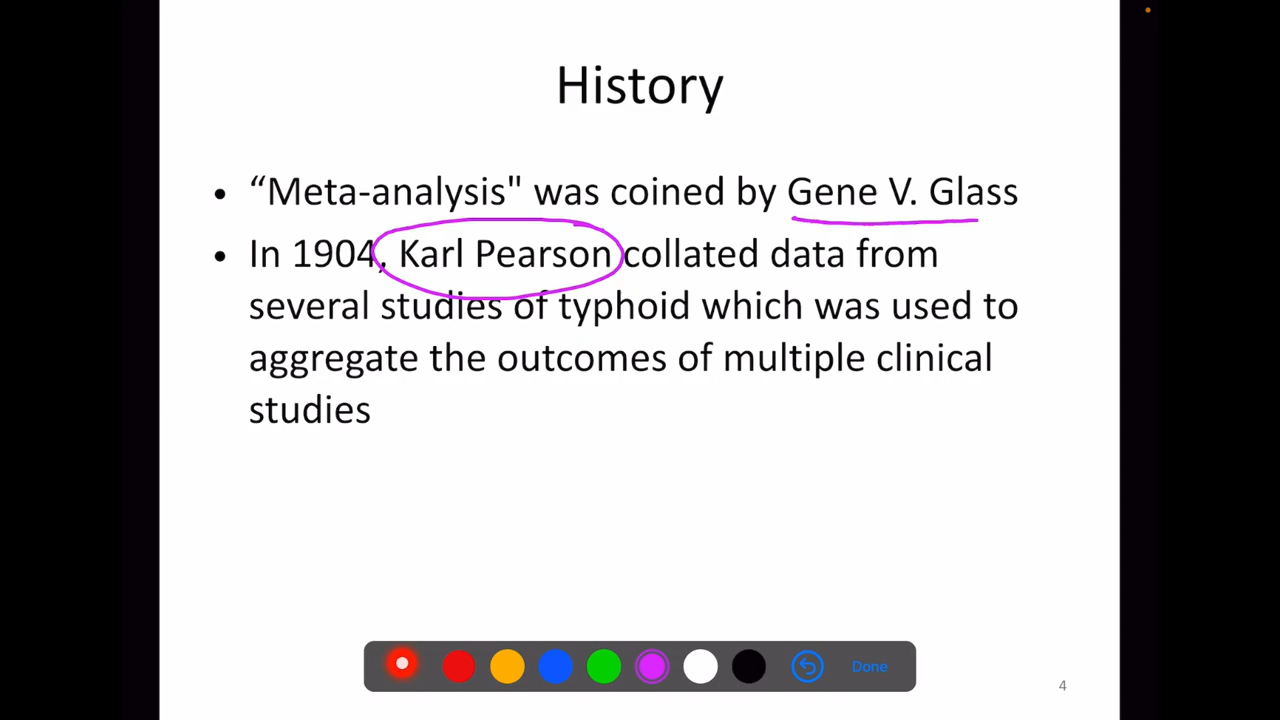 History
• “Meta-analysis" was coined by Gene V. Glass
• In 1904, Karl Pearson collated data from
several studies of typhoid which was used to
aggregate the outcomes of multiple clinical
studies
Done
4